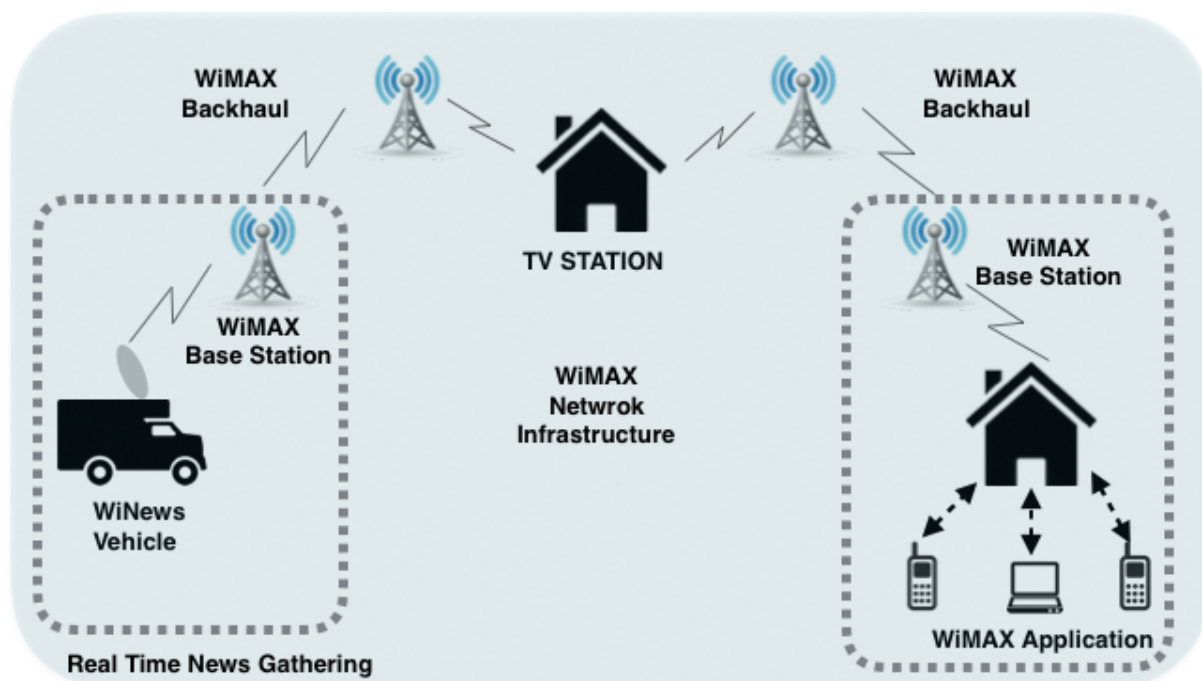 WiMAX
Backhaul
WiMAX
Backhaul
TV STATION
WiMAX
Base Station
WiMAX
Base Station
WiMAX
Netwrok
Infrastructure
WiNews
Vehicle
WiMAX Application
Real Time News Gathering